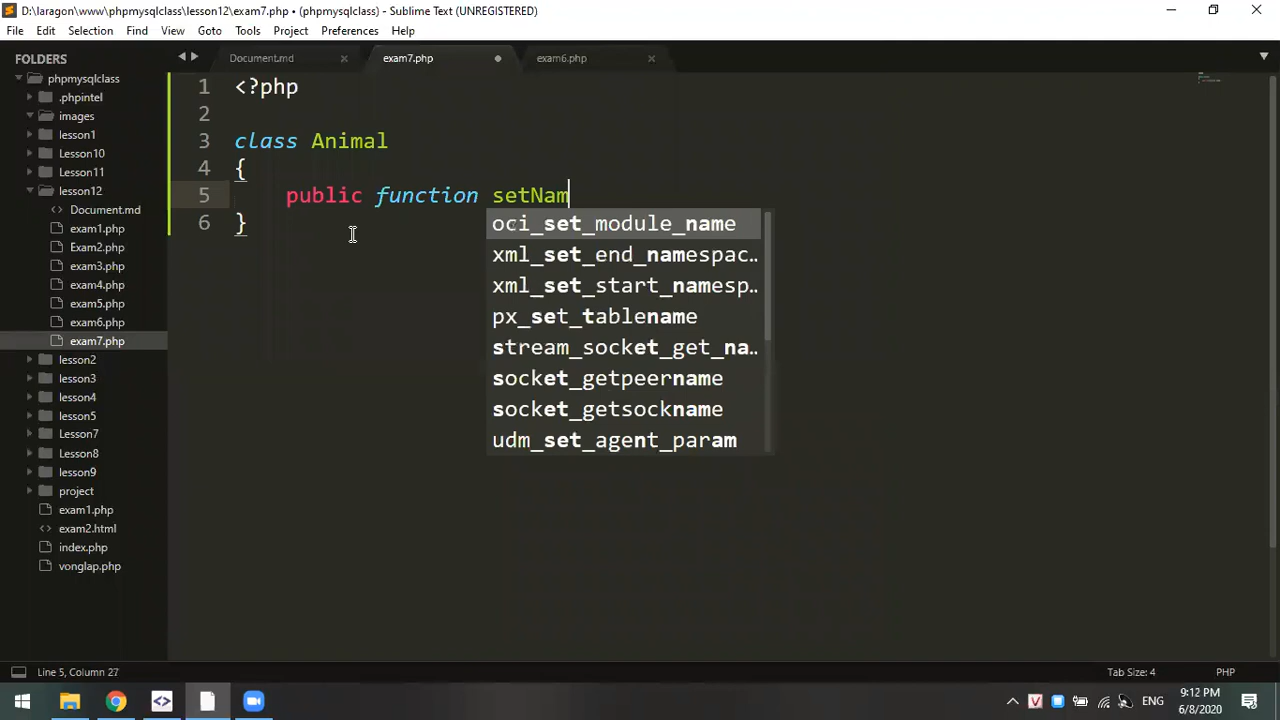 D:\laragon\www\phpmysqlclass\lesson12\exam7.php • (phpmysqlclass) - Sublime Text (UNREGISTERED)
File Edit Selection Find View Goto Tools Project Preferences Help
FOLDERS
phpmysqlclass
.phpintel
images
lesson1
Lesson10
Lesson11
lesson12
Document.md
exam1.php
Exam2.php
exam3.php
exam4.php
exam5.php
exam6.php
exam7.php
lesson2
lesson3
lesson4
lesson5
Lesson7
Lesson8
lesson9
project
exam1.php
exam2.html
index.php
vonglap.php
Document.md exam7.php exam6.php
1 <?php
2
3 class Animal
4 {
5 public function setNam
6 }
oci_set_module_name
xml_set_end_namespac..
xml_set_start_namesp..
px_set_tablename
stream_socket_get_na..
socket_getpeername
socket_getsockname
udm_set_agent_param
Line 5, Column 27 Tab Size: 4 PHP
V ENG 9:12 PM
6/8/2020